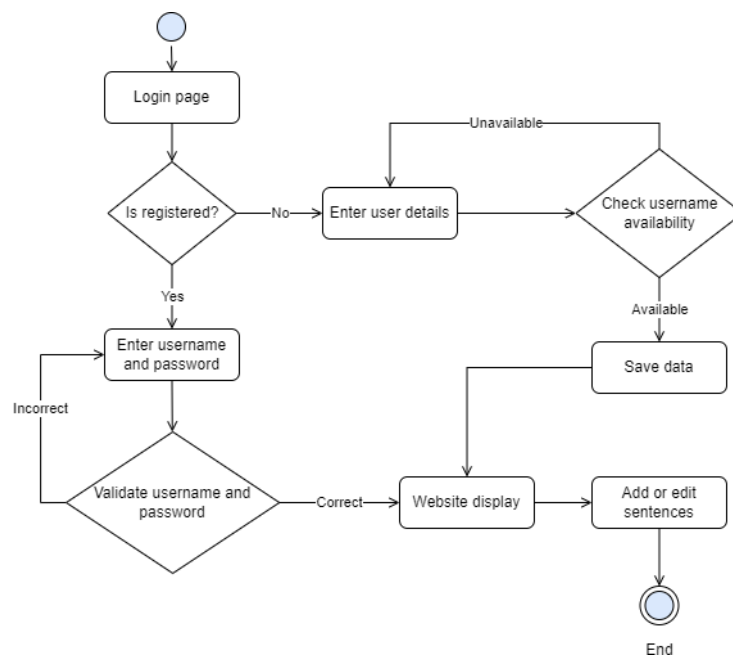 Login page
Unavailable
Is registered?
No
Enter user details
Check username
availability
Yes
Available
Enter username
and password
Save data
Incorrect
Validate username and
password
Correct
Website display
Add or edit
sentences
End